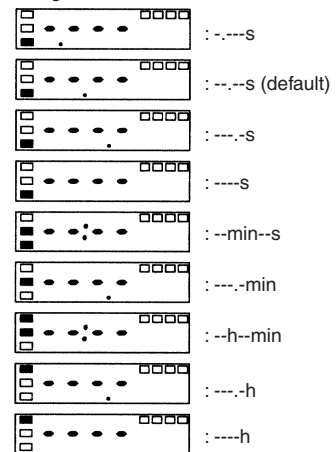 : -.---s
: --.--s (default)
: ---.-s
: ----s
: --min--s
: ---.-min
: --h--min
: ---.-h
: ----h